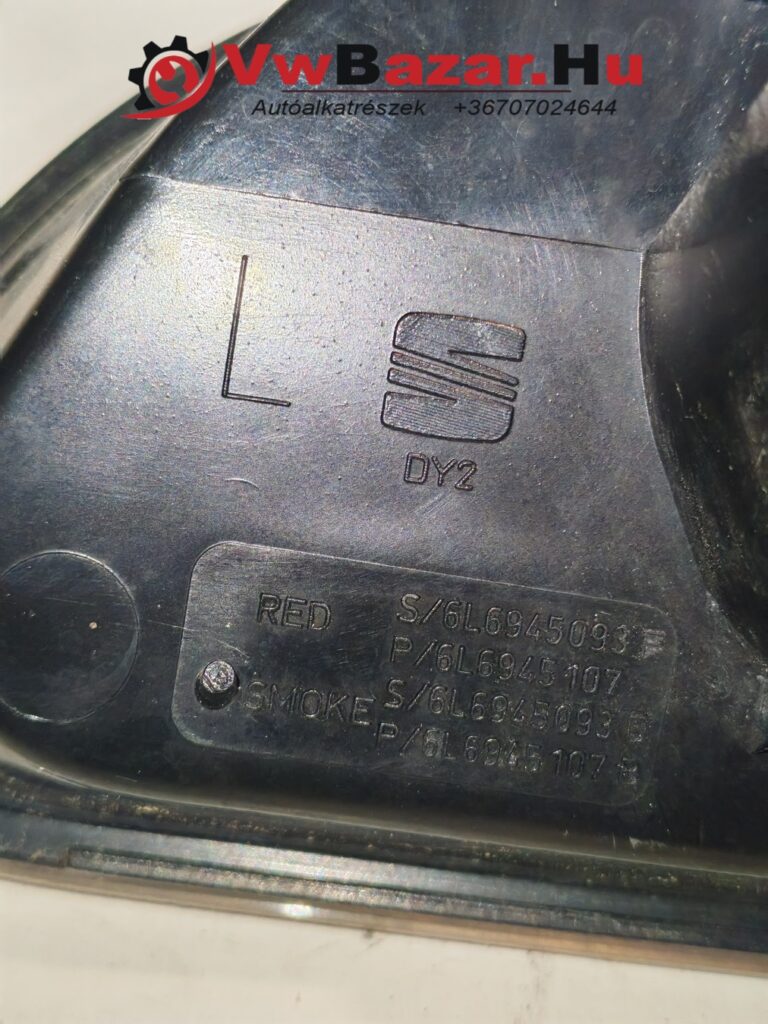 VwBazar.Hu
Autóalkatrészek +36707024644
L
DY2
RED S/6L6945093
P/6L6945107
SMOKE S/6L6945093
P/6L6945107